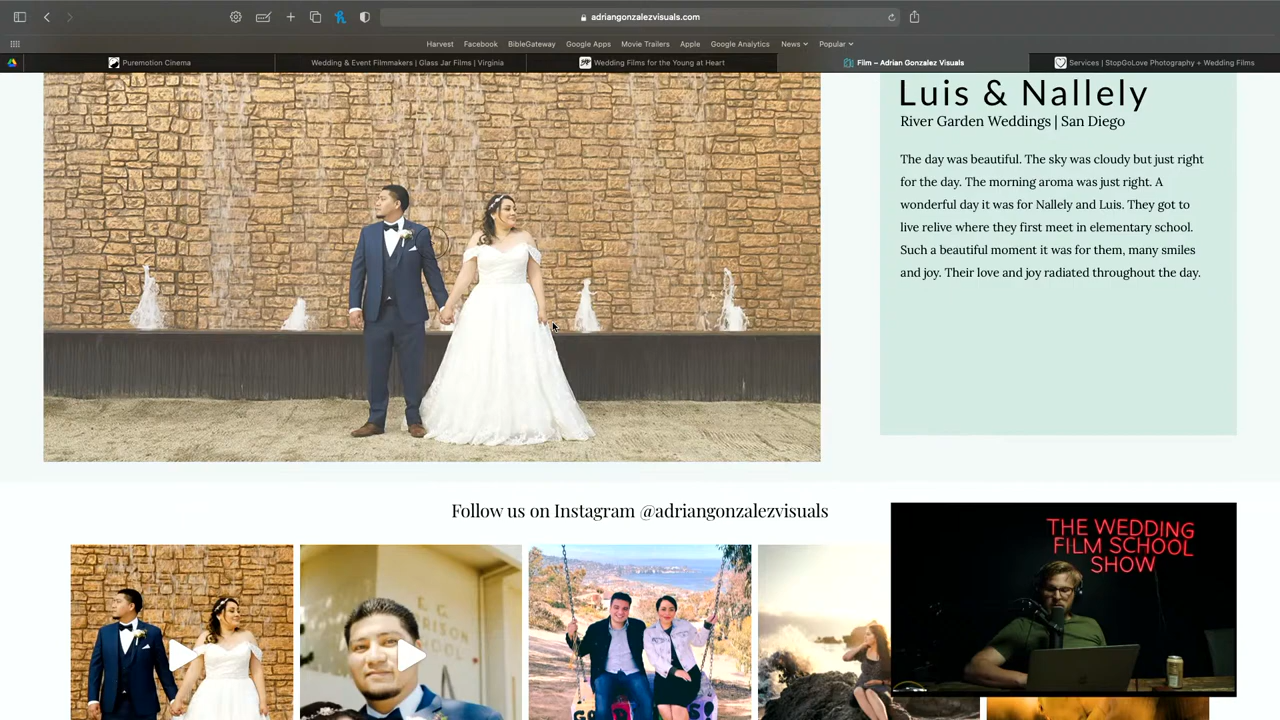 adriangonzalezvisuals.com
Harvest Facebook BibleGateway Google Apps Movie Trailers Apple Google Analytics News Popular
Puremotion Cinema
Wedding & Event Filmmakers | Glass Jar Films | Virginia
Wedding Films for the Young at Heart
Film – Adrian Gonzalez Visuals
Services | StopGoLove Photography + Wedding Films
Luis & Nallely
River Garden Weddings | San Diego
The day was beautiful. The sky was cloudy but just right
for the day. The morning aroma was just right. A
wonderful day it was for Nallely and Luis. They got to
live relive where they first meet in elementary school.
Such a beautiful moment it was for them, many smiles
and joy. Their love and joy radiated throughout the day.
Follow us on Instagram @adriangonzalezvisuals
THE WEDDING
FILM SCHOOL
SHOW